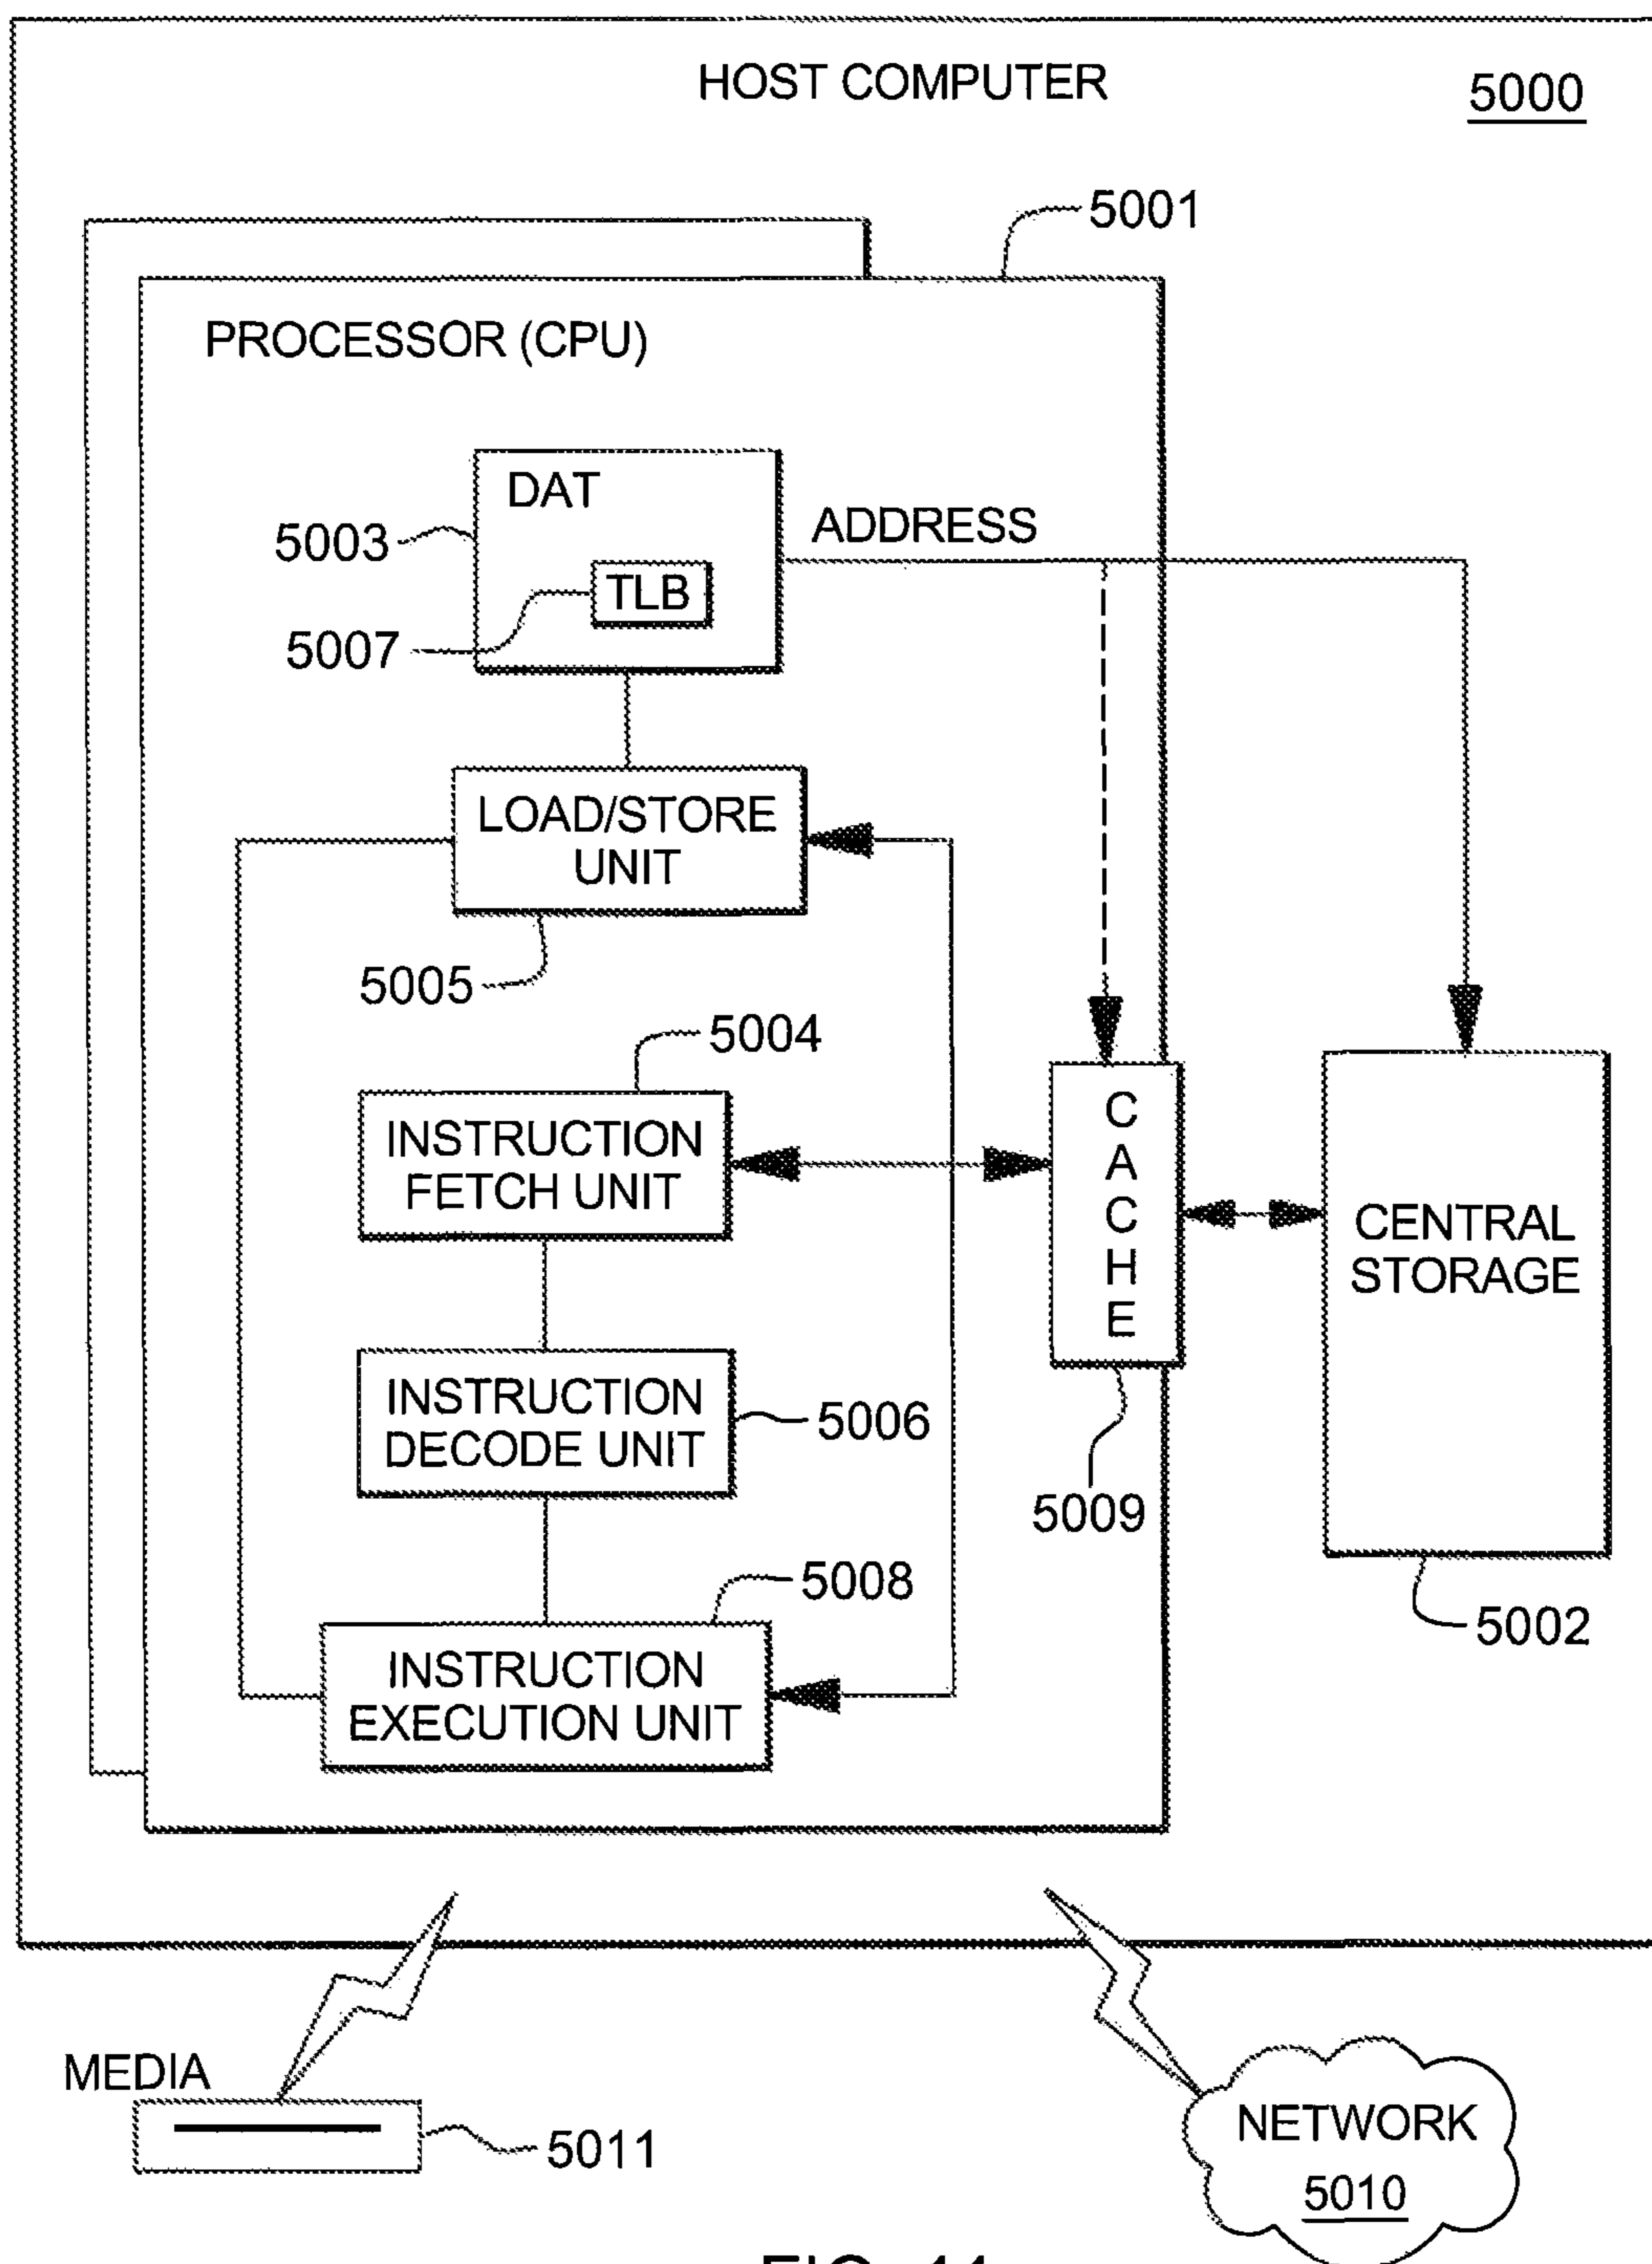 HOST COMPUTER
5000
5001
PROCESSOR (CPU)
DAT
ADDRESS
5003
TLB
5007
LOAD/STORE
UNIT
5005
5004
INSTRUCTION
FETCH UNIT
CACHE
CENTRAL
STORAGE
INSTRUCTION
DECODE UNIT
5006
5009
5008
5002
INSTRUCTION
EXECUTION UNIT
MEDIA
5011
NETWORK
5010